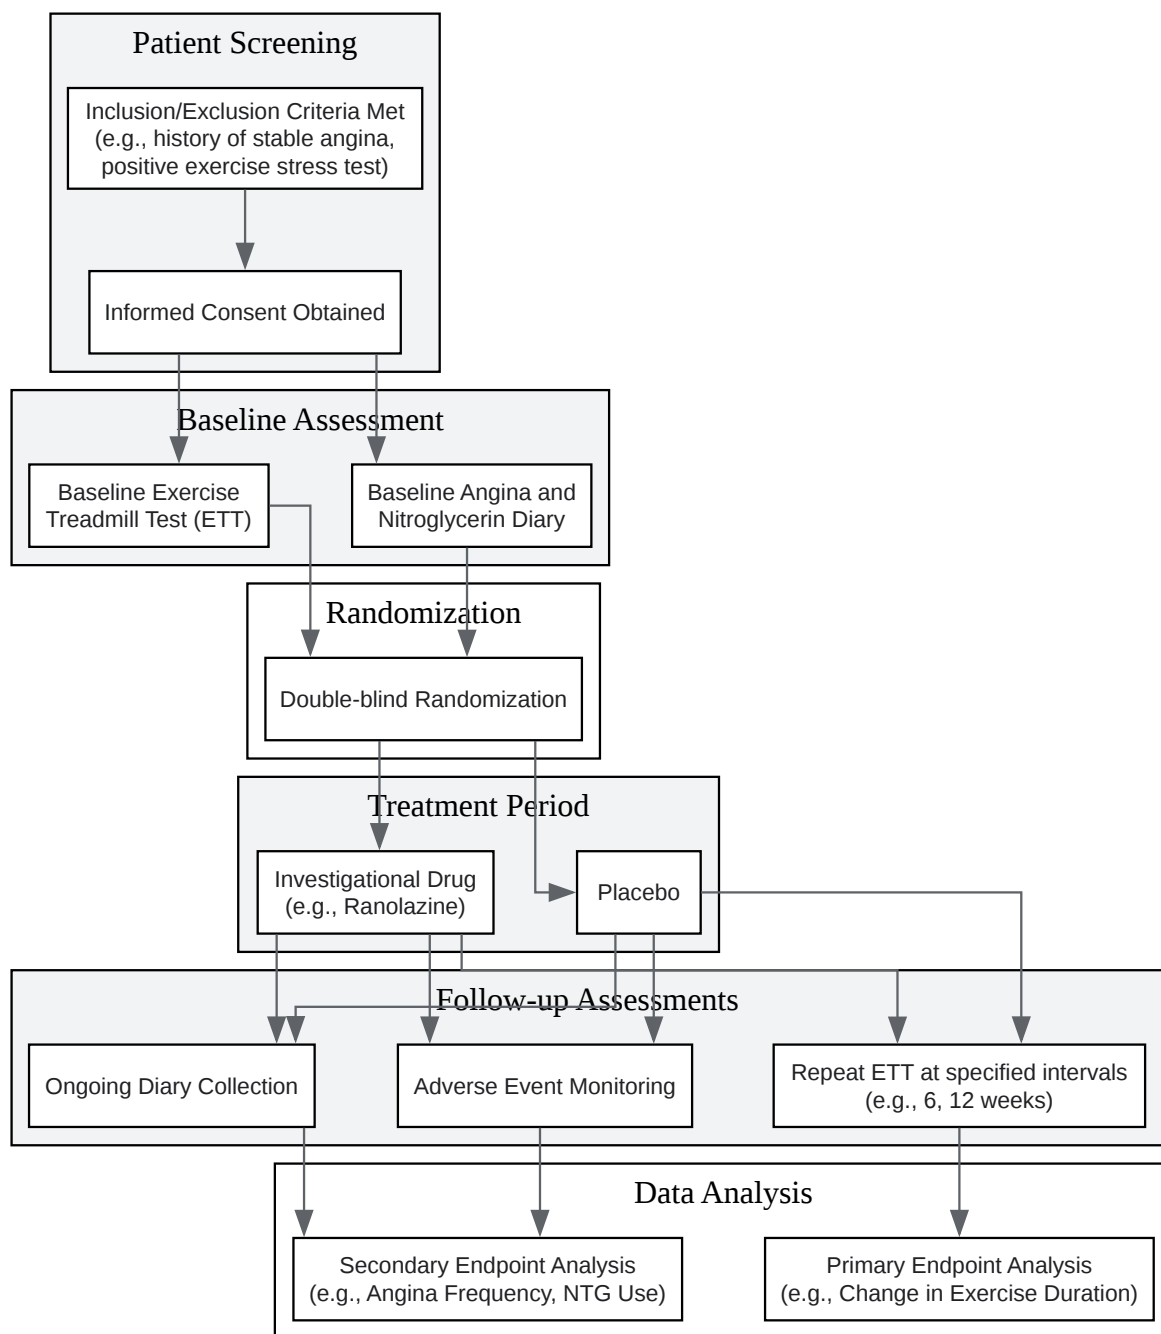 Patient Screening
Inclusion/Exclusion Criteria Met
(e.g., history of stable angina,
positive exercise stress test)
Informed Consent Obtained
Baseline Assessment
Baseline Exercise
Treadmill Test (ETT)
Baseline Angina and
Nitroglycerin Diary
Randomization
Double-blind Randomization
Treatment Period
Investigational Drug
(e.g., Ranolazine)
Placebo
Follow-up Assessments
Ongoing Diary Collection
Adverse Event Monitoring
Repeat ETT at specified intervals
(e.g., 6, 12 weeks)
Data Analysis
Secondary Endpoint Analysis
(e.g., Angina Frequency, NTG Use)
Primary Endpoint Analysis
(e.g., Change in Exercise Duration)